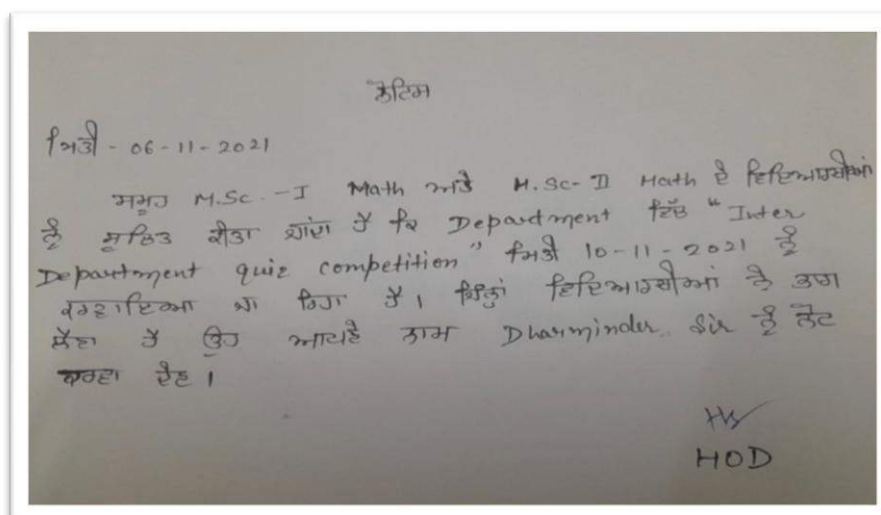 ਨੋਟਿਸ
ਮਿਤੀ - 06-11-2021
ਸਮੂਹ M.Sc.-I Math ਅਤੇ M.Sc-II Math ਦੇ ਵਿਦਿਆਰਥੀਆਂ
ਨੂੰ ਸੂਚਿਤ ਕੀਤਾ ਜਾਂਦਾ ਹੈ ਕਿ Department ਵਿੱਚ "Inter
Department quiz competition" ਮਿਤੀ 10-11-2021 ਨੂੰ
ਕਰਵਾਇਆ ਜਾ ਰਿਹਾ ਹੈ। ਜਿਨ੍ਹਾਂ ਵਿਦਿਆਰਥੀਆਂ ਨੇ ਭਾਗ
ਲੈਣਾ ਹੈ ਉਹ ਆਪਣੇ ਨਾਮ Dharminder Sir ਨੂੰ ਨੋਟ
ਕਰਵਾ ਦੇਣ।
HOD